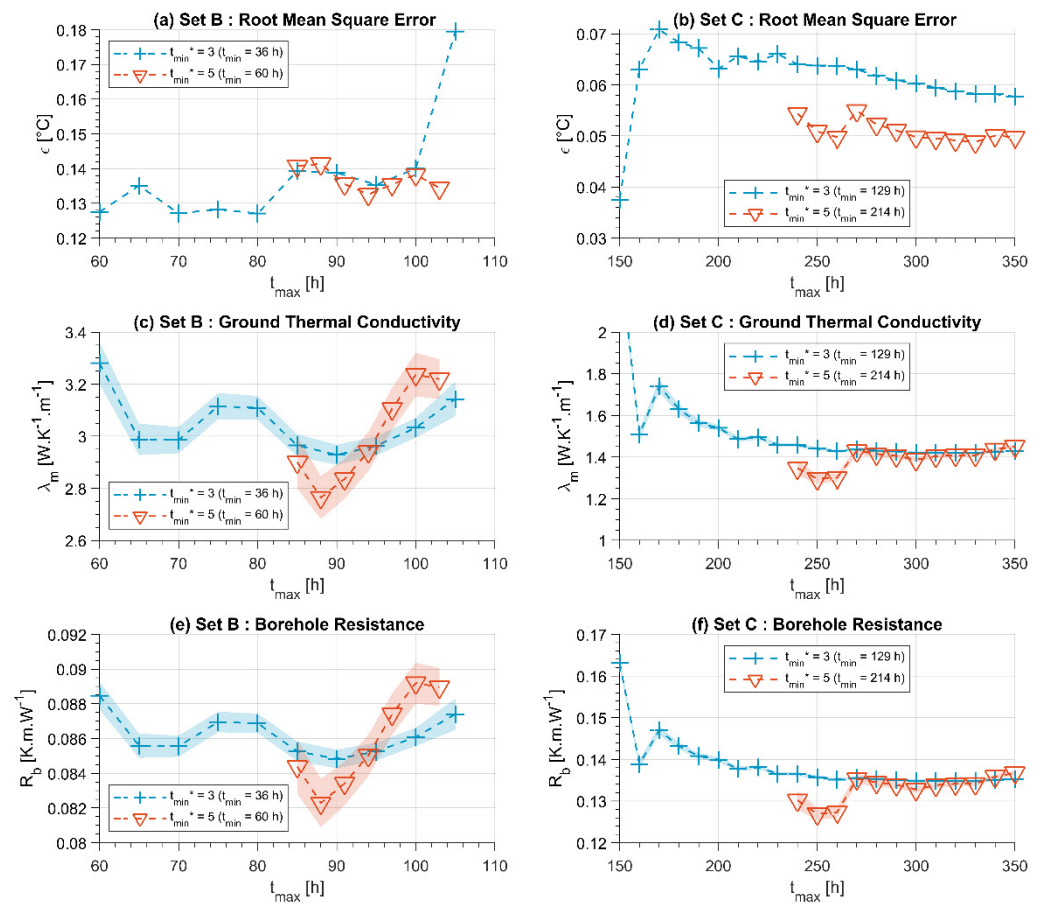 (a) Set B : Root Mean Square Error
0.18
0.17
0.16
0.15
0.14
0.13
0.12
ϵ [°C]
t_min* = 3 (t_min = 36 h)
t_min* = 5 (t_min = 60 h)
60 70 80 90 100 110
t_max [h]
(b) Set C : Root Mean Square Error
0.07
0.06
0.05
0.04
0.03
ϵ [°C]
t_min* = 3 (t_min = 129 h)
t_min* = 5 (t_min = 214 h)
150 200 250 300 350
t_max [h]
(c) Set B : Ground Thermal Conductivity
3.4
3.2
3
2.8
2.6
λ_m [W.K⁻¹.m⁻¹]
t_min* = 3 (t_min = 36 h)
t_min* = 5 (t_min = 60 h)
60 70 80 90 100 110
t_max [h]
(d) Set C : Ground Thermal Conductivity
2
1.8
1.6
1.4
1.2
1
λ_m [W.K⁻¹.m⁻¹]
t_min* = 3 (t_min = 129 h)
t_min* = 5 (t_min = 214 h)
150 200 250 300 350
t_max [h]
(e) Set B : Borehole Resistance
0.092
0.09
0.088
0.086
0.084
0.082
0.08
R_b [K.m.W⁻¹]
t_min* = 3 (t_min = 36 h)
t_min* = 5 (t_min = 60 h)
60 70 80 90 100 110
t_max [h]
(f) Set C : Borehole Resistance
0.17
0.16
0.15
0.14
0.13
0.12
R_b [K.m.W⁻¹]
t_min* = 3 (t_min = 129 h)
t_min* = 5 (t_min = 214 h)
150 200 250 300 350
t_max [h]